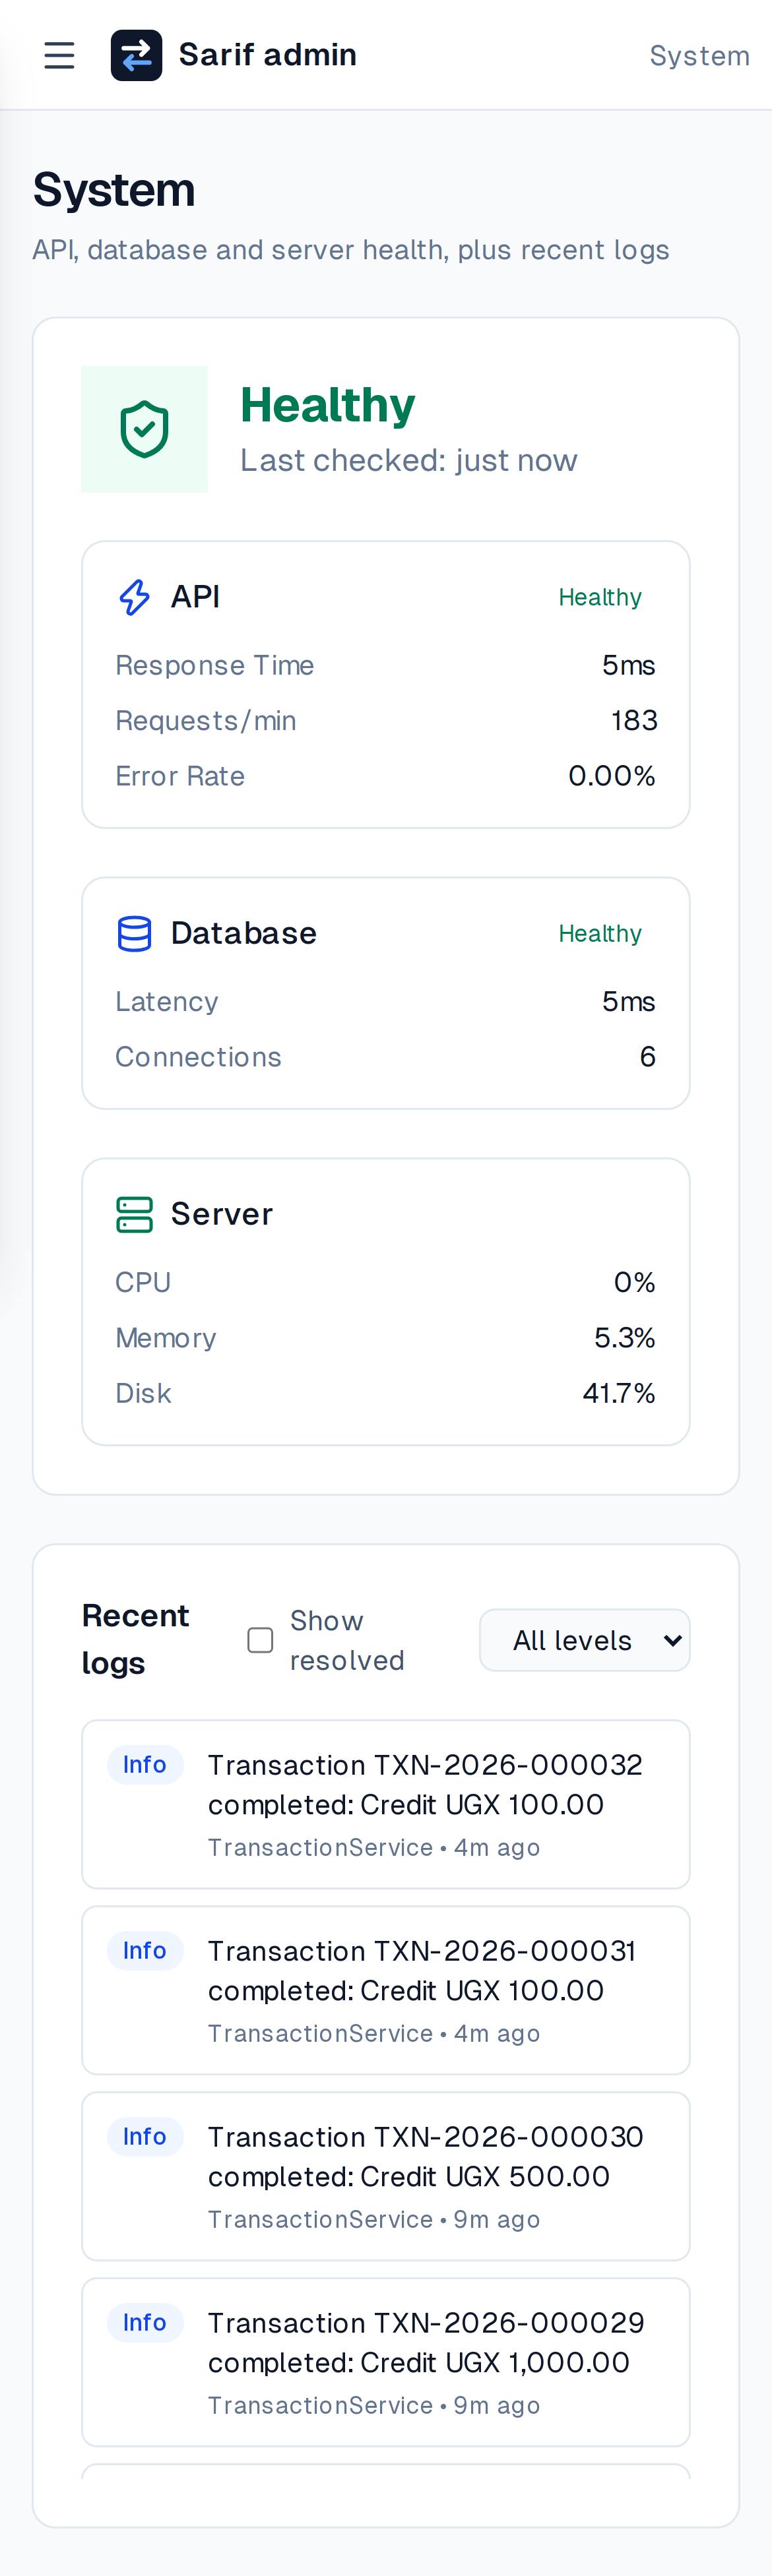 Sarif admin
System
System
API, database and server health, plus recent logs
Healthy
Last checked: just now
API
Healthy
Response Time
5ms
Requests/min
183
Error Rate
0.00%
Database
Healthy
Latency
5ms
Connections
6
Server
CPU
0%
Memory
5.3%
Disk
41.7%
Recent
logs
Show
resolved
All levels
Info
Transaction TXN-2026-000032
completed: Credit UGX 100.00
TransactionService • 4m ago
Info
Transaction TXN-2026-000031
completed: Credit UGX 100.00
TransactionService • 4m ago
Info
Transaction TXN-2026-000030
completed: Credit UGX 500.00
TransactionService • 9m ago
Info
Transaction TXN-2026-000029
completed: Credit UGX 1,000.00
TransactionService • 9m ago